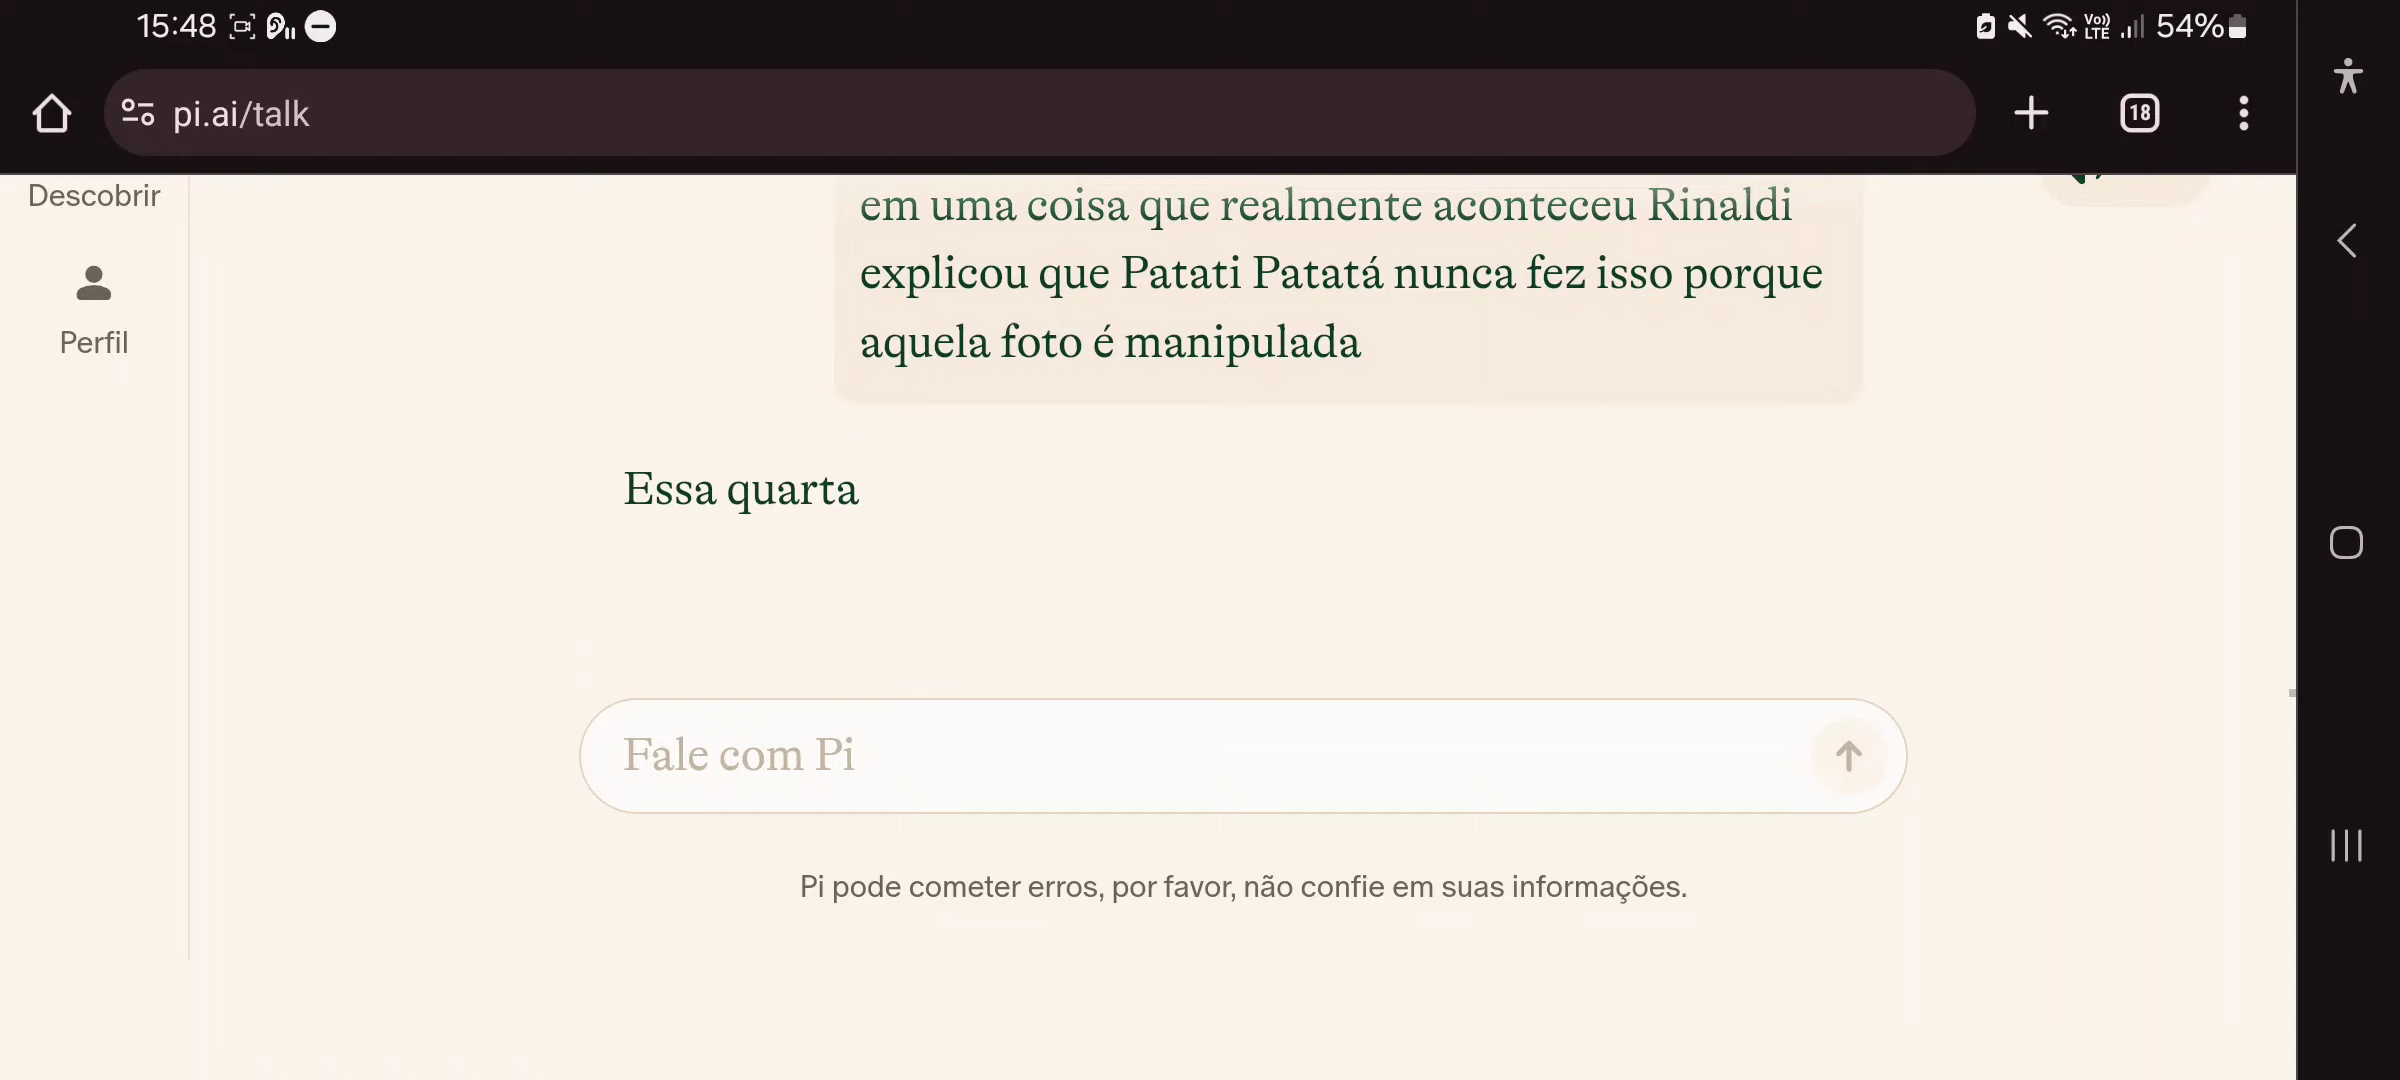 15:48
Vo)) LTE
54%
pi.ai/talk
18
Descobrir
Perfil
em uma coisa que realmente aconteceu Rinaldi
explicou que Patati Patatá nunca fez isso porque
aquela foto é manipulada
Essa quarta
Fale com Pi
Pi pode cometer erros, por favor, não confie em suas informações.